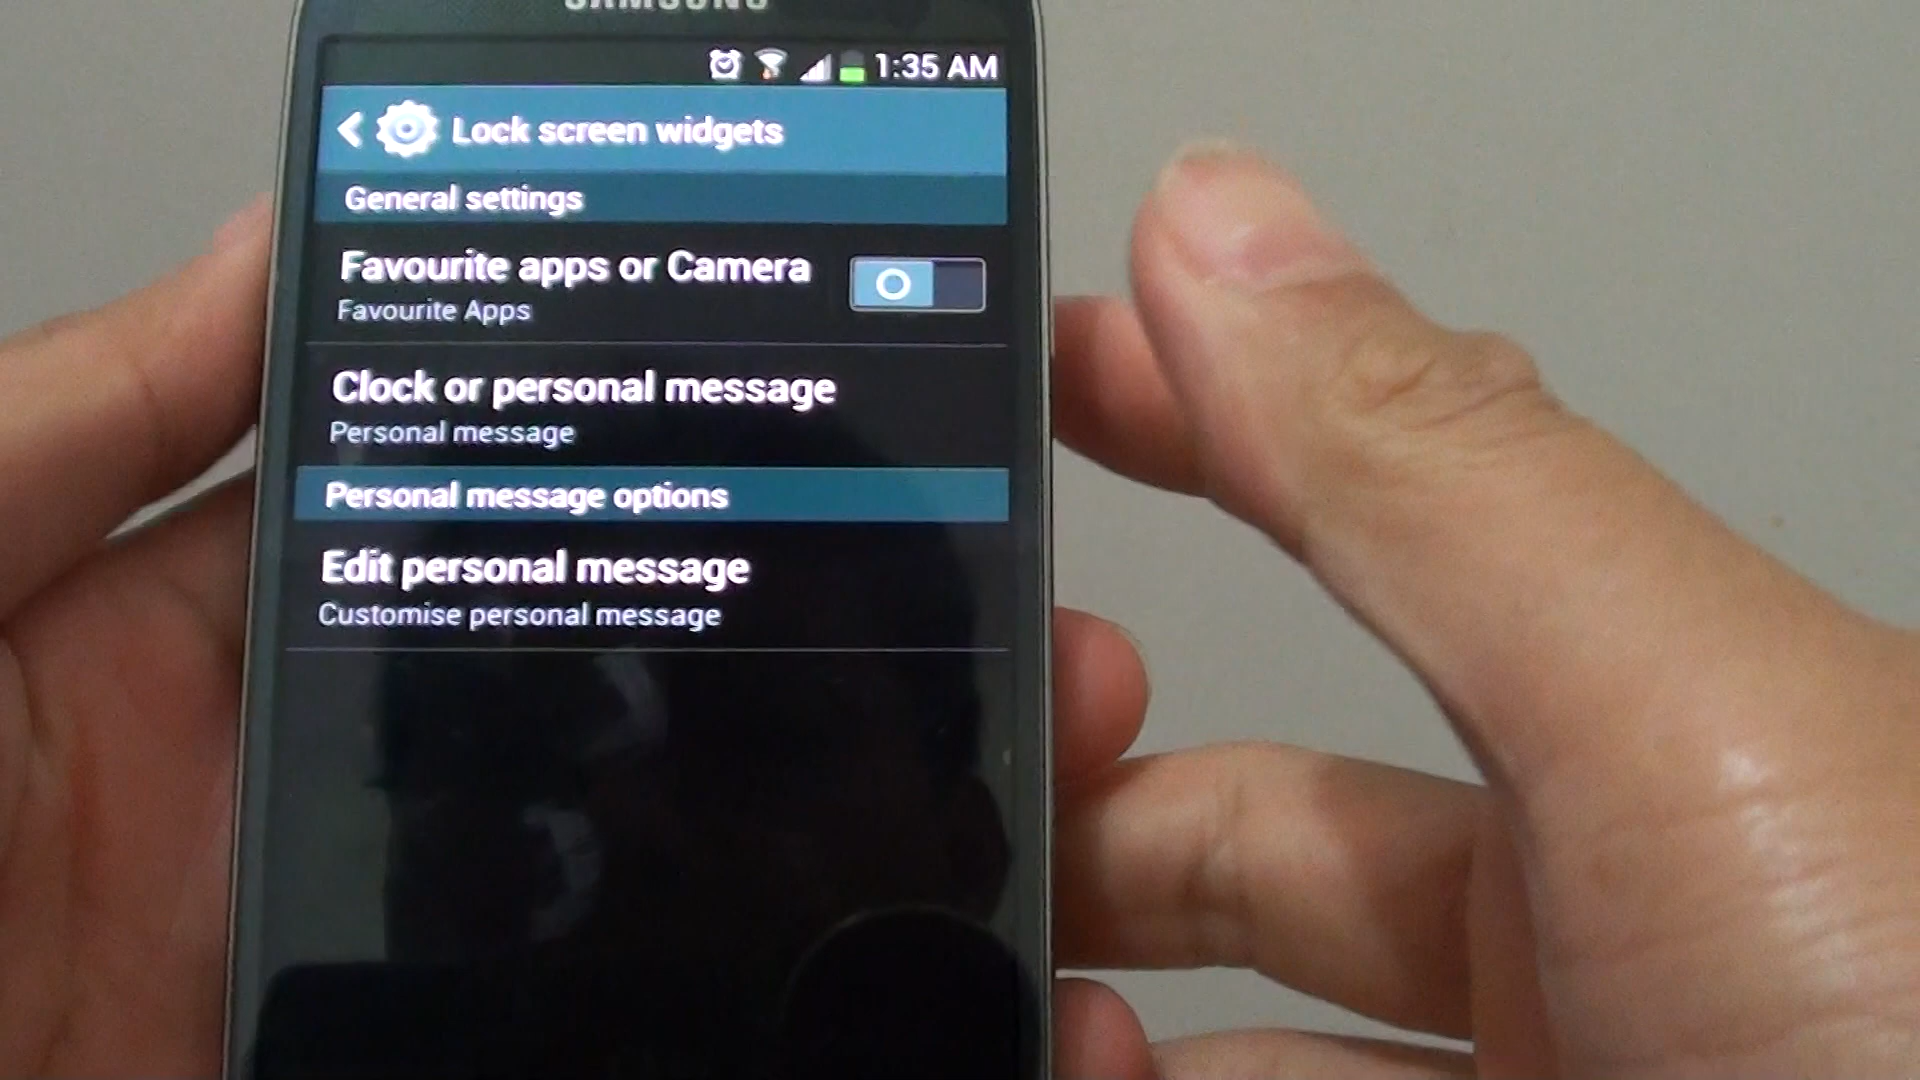 SAMSUNG
1:35 AM
Lock screen widgets
General settings
Favourite apps or Camera
Favourite Apps
Clock or personal message
Personal message
Personal message options
Edit personal message
Customise personal message